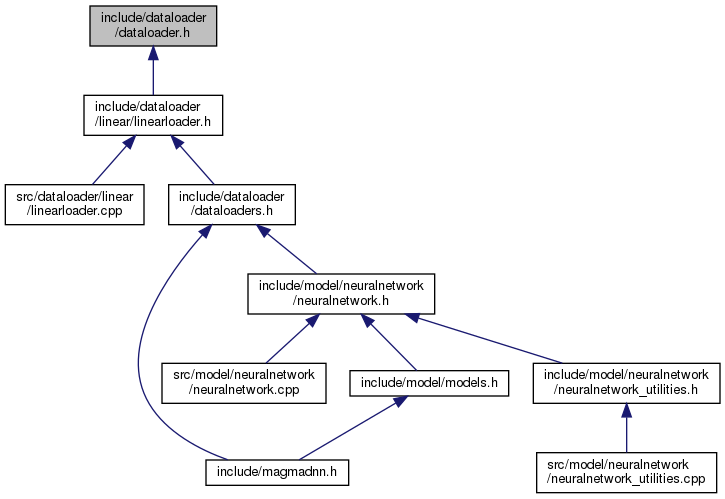 include/dataloader
/dataloader.h
include/dataloader
/linear/linearloader.h
src/dataloader/linear
/linearloader.cpp
include/dataloader
/dataloaders.h
include/model/neuralnetwork
/neuralnetwork.h
src/model/neuralnetwork
/neuralnetwork.cpp
include/model/models.h
include/model/neuralnetwork
/neuralnetwork_utilities.h
include/magmadnn.h
src/model/neuralnetwork
/neuralnetwork_utilities.cpp